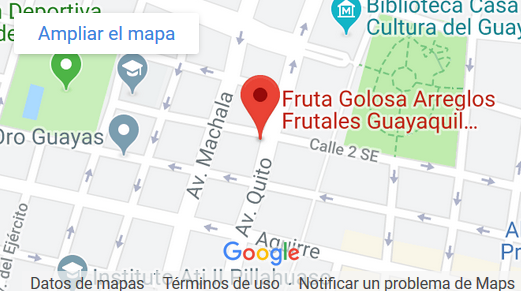 Deportiva
Biblioteca Casa
Cultura del Guay
Ampliar el mapa
Fruta Golosa Arreglos
Frutales Guayaquil...
Oro Guayas
Av. Machala
Calle 2 SE
Av. Quito
Aguirre
. del Ejército
Google
Instituto Ati II Pillahuaso
Datos de mapas
Términos de uso
Notificar un problema de Maps